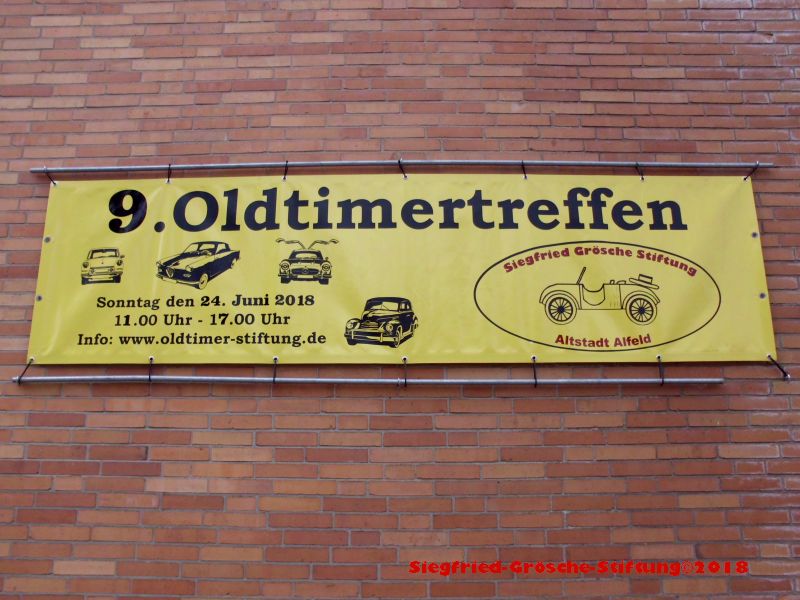 9. Oldtimertreffen
Sonntag den 24. Juni 2018
11.00 Uhr - 17.00 Uhr
Info: www.oldtimer-stiftung.de
Siegfried Grösche Stiftung
Altstadt Alfeld
Siegfried-Grösche-Stiftung©2018